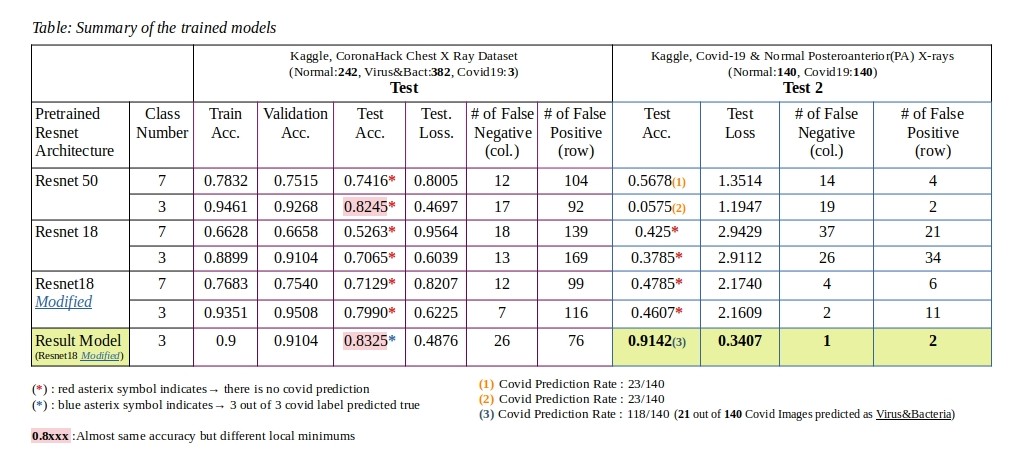 Table: Summary of the trained models
Kaggle, CoronaHack Chest X Ray Dataset
(Normal:242, Virus&Bact:382, Covid19:3)
Test
Kaggle, Covid-19 & Normal Posteroanterior(PA) X-rays
(Normal:140, Covid19:140)
Test 2
Pretrained Resnet Architecture | Class Number | Train Acc. | Validation Acc. | Test Acc. | Test. Loss. | # of False Negative (col.) | # of False Positive (row) | Test Acc. | Test Loss | # of False Negative (col.) | # of False Positive (row)
Resnet 50 | 7 | 0.7832 | 0.7515 | 0.7416* | 0.8005 | 12 | 104 | 0.5678(1) | 1.3514 | 14 | 4
3 | 0.9461 | 0.9268 | 0.8245* | 0.4697 | 17 | 92 | 0.0575(2) | 1.1947 | 19 | 2
Resnet 18 | 7 | 0.6628 | 0.6658 | 0.5263* | 0.9564 | 18 | 139 | 0.425* | 2.9429 | 37 | 21
3 | 0.8899 | 0.9104 | 0.7065* | 0.6039 | 13 | 169 | 0.3785* | 2.9112 | 26 | 34
Resnet18 Modified | 7 | 0.7683 | 0.7540 | 0.7129* | 0.8207 | 12 | 99 | 0.4785* | 2.1740 | 4 | 6
3 | 0.9351 | 0.9508 | 0.7990* | 0.6225 | 7 | 116 | 0.4607* | 2.1609 | 2 | 11
Result Model (Resnet18 Modified) | 3 | 0.9 | 0.9104 | 0.8325* | 0.4876 | 26 | 76 | 0.9142(3) | 0.3407 | 1 | 2
(*) : red asterix symbol indicates→ there is no covid prediction
(*) : blue asterix symbol indicates→ 3 out of 3 covid label predicted true
0.8xxx :Almost same accuracy but different local minimums
(1) Covid Prediction Rate : 23/140
(2) Covid Prediction Rate : 23/140
(3) Covid Prediction Rate : 118/140 (21 out of 140 Covid Images predicted as Virus&Bacteria)